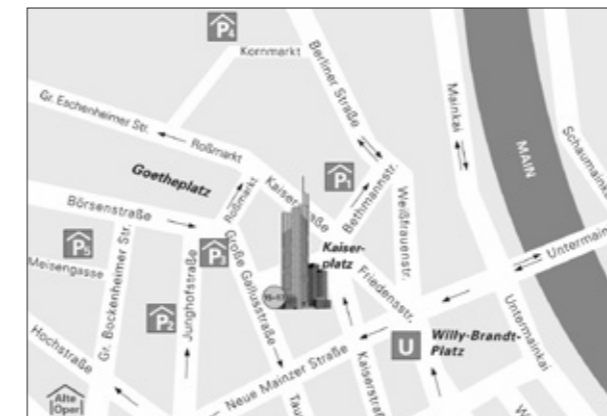 P4
Kornmarkt
Berliner Straße
Gr. Eschenheimer Str.
Roßmarkt
Mainkai
MAIN
Goetheplatz
Roßmarkt
Kaiserstraße
P1
Bethmannstr.
Weißfrauenstr.
Börsenstraße
P5
Meisengasse
Gr. Bockenheimer Str.
P3
Große Gallusstraße
Kaiser-
platz
Friedensstr.
Untermain
P2
Junghofstraße
Hochstraße
Alte
Oper
Neue Mainzer Straße
U
Willy-Brandt-
Platz
Untermainkai
Kaiserstraß
Schaumain